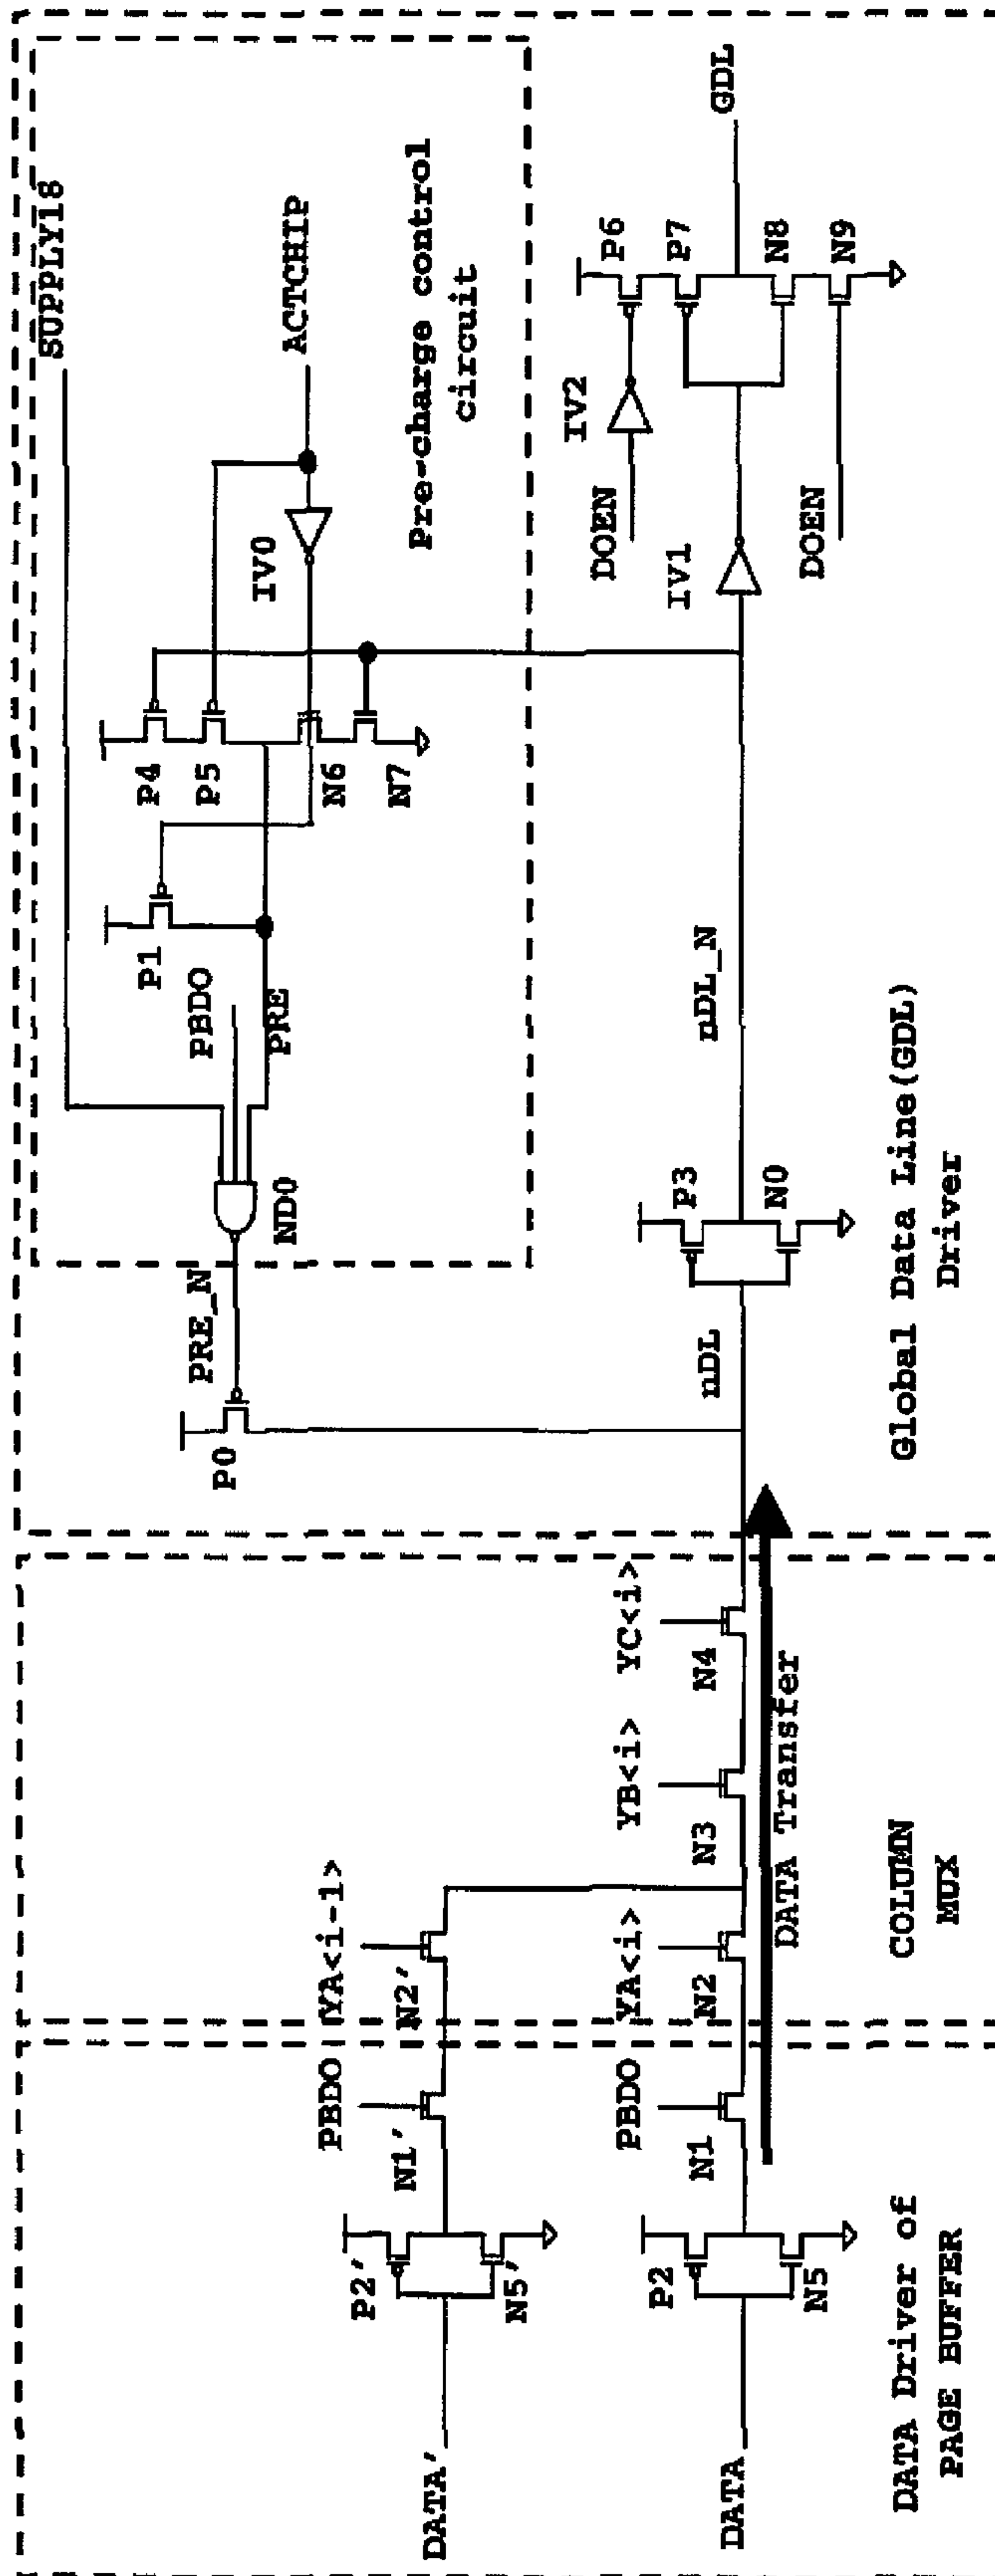 SUPPLY18
ACTCHIP
Pre-charge control
circuit
IV0
P4
P5
N6
N7
P1
PBDO
PRE
ND0
PRE_N
P0
GDL
P6
P7
N8
N9
IV2
DOEN
IV1
DOEN
nDL_N
P3
N0
nDL
Global Data Line(GDL)
Driver
YA<i-1>
N2'
YA<i>
N2
YB<i>
N3
YC<i>
N4
DATA Transfer
COLUMN
MUX
PBDO
N1'
PBDO
N1
P2'
N5'
P2
N5
DATA'
DATA
DATA Driver of
PAGE BUFFER